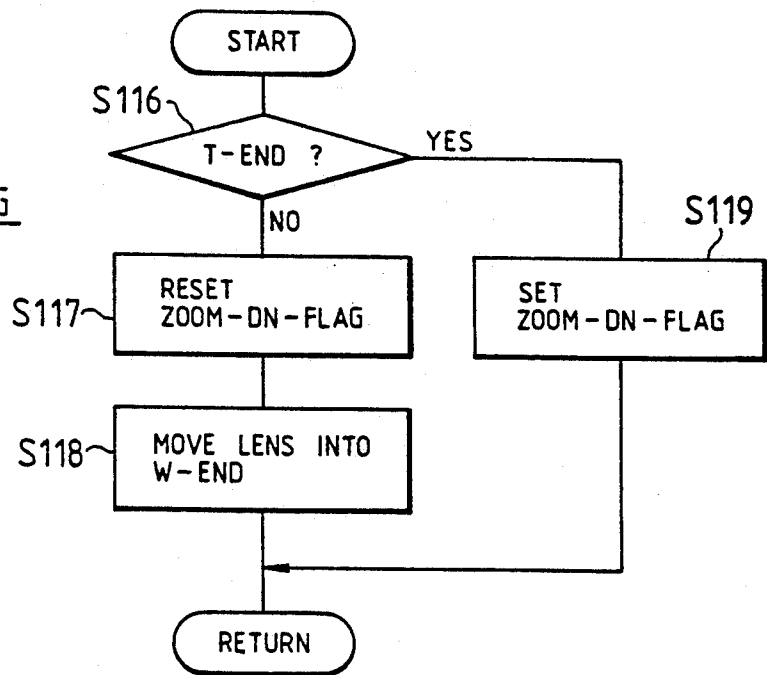 START
S116
T-END ?
YES
G
NO
S119
RESET
ZOOM-DN-FLAG
S117
SET
ZOOM-DN-FLAG
MOVE LENS INTO
W-END
S118
RETURN